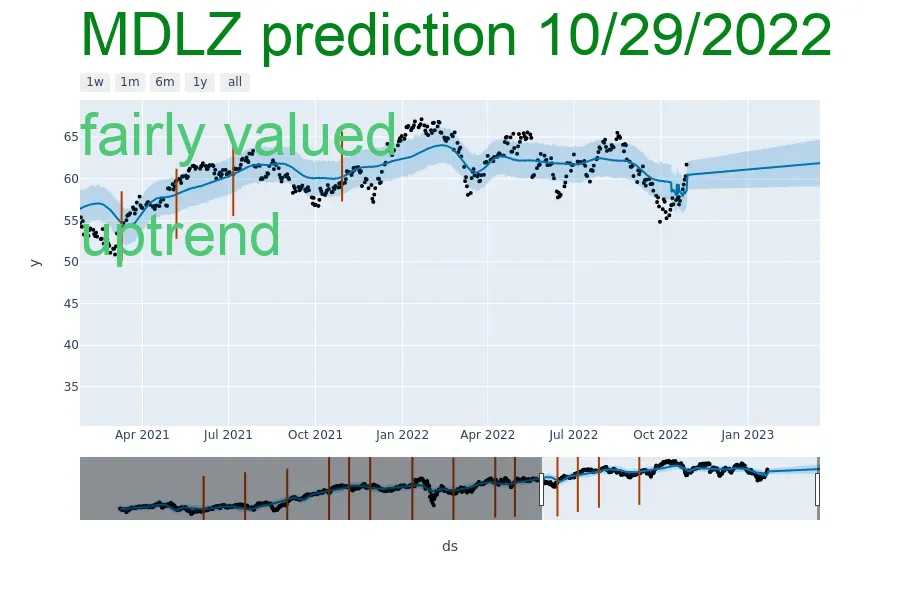 MDLZ prediction 10/29/2022
1w 1m 6m 1y all
fairly valued
uptrend
65
60
55
50
45
40
35
y
Apr 2021 Jul 2021 Oct 2021 Jan 2022 Apr 2022 Jul 2022 Oct 2022 Jan 2023
ds